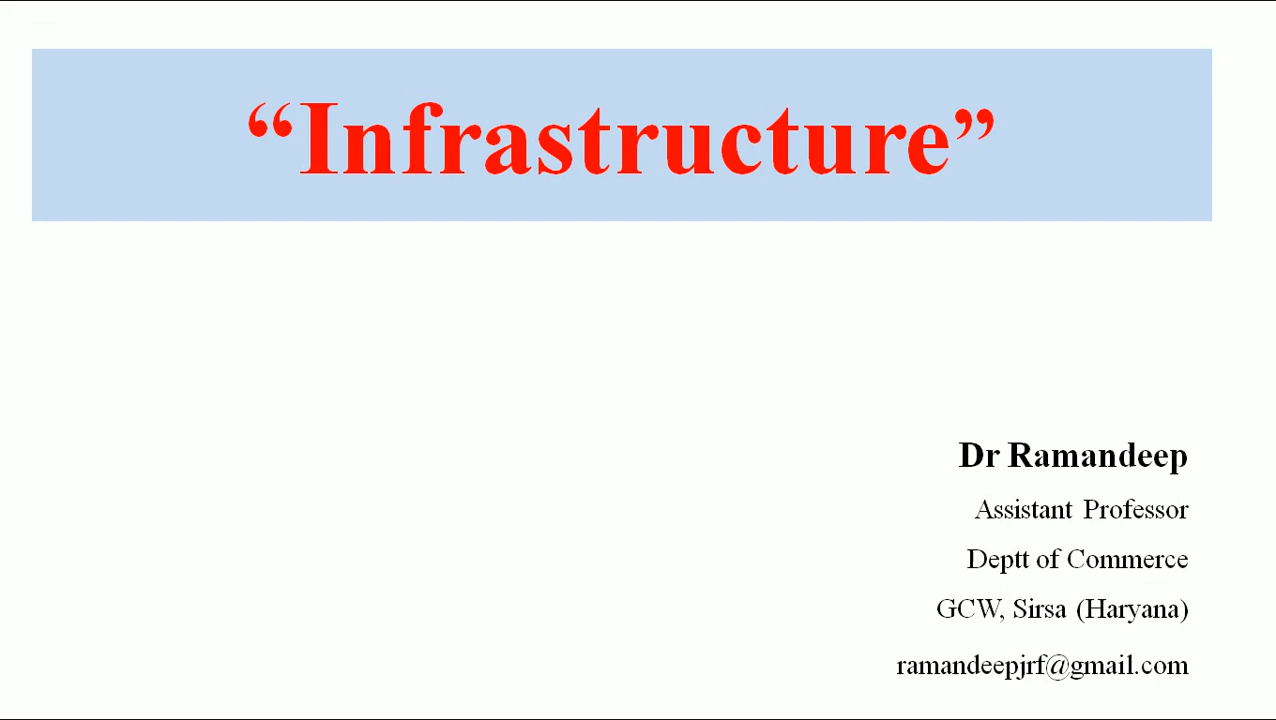 “Infrastructure”
Dr Ramandeep
Assistant Professor
Deptt of Commerce
GCW, Sirsa (Haryana)
ramandeepjrf@gmail.com